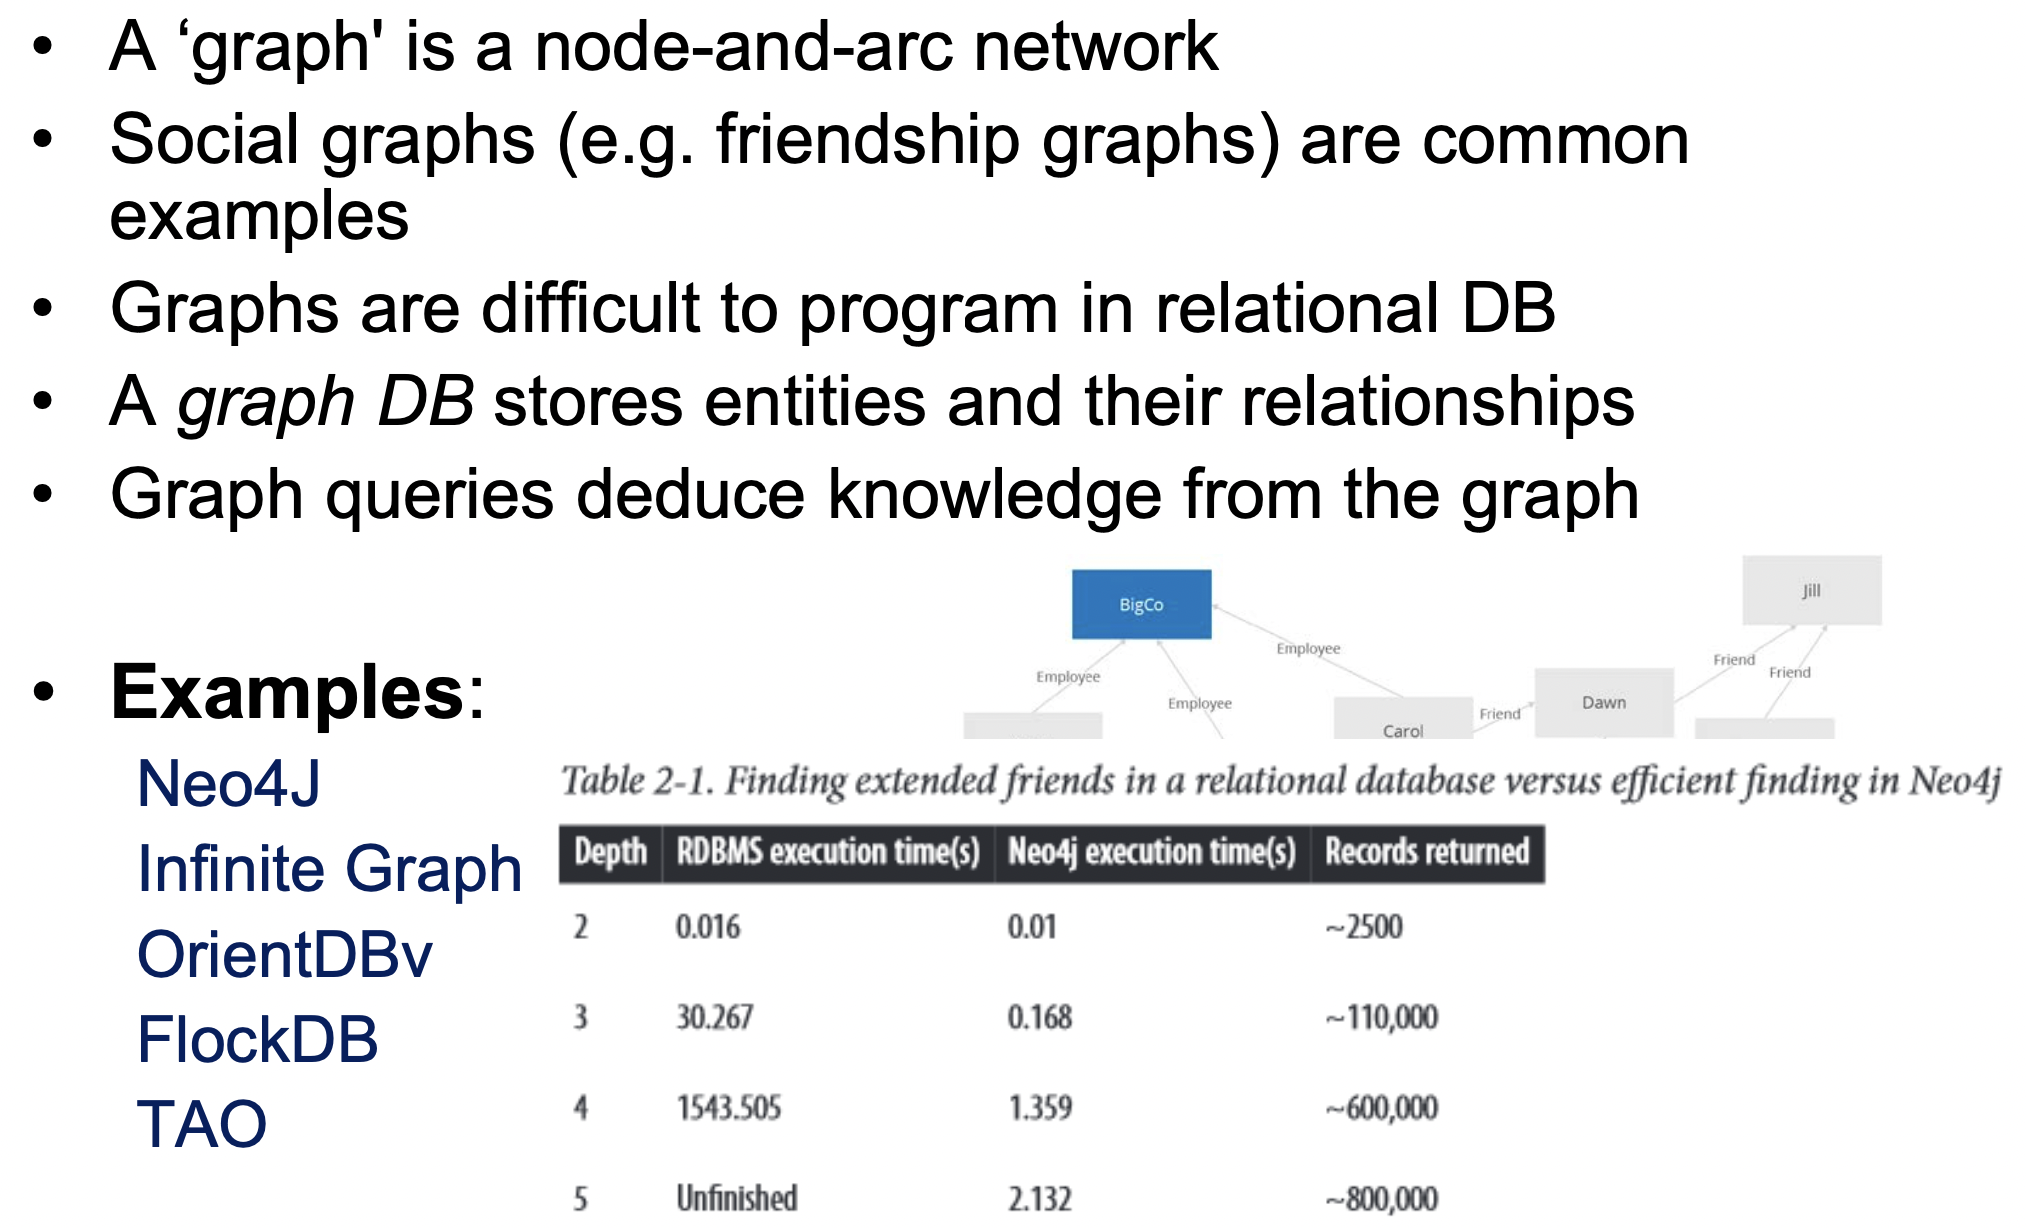 • A ‘graph' is a node-and-arc network
• Social graphs (e.g. friendship graphs) are common
examples
• Graphs are difficult to program in relational DB
• A graph DB stores entities and their relationships
• Graph queries deduce knowledge from the graph
BigCo
Jill
Employee
Employee
Employee
Friend
Friend
Carol
Friend
Dawn
• Examples:
Neo4J
Infinite Graph
OrientDBv
FlockDB
TAO
Table 2-1. Finding extended friends in a relational database versus efficient finding in Neo4j
Depth RDBMS execution time(s) Neo4j execution time(s) Records returned
2 0.016 0.01 ~2500
3 30.267 0.168 ~110,000
4 1543.505 1.359 ~600,000
5 Unfinished 2.132 ~800,000